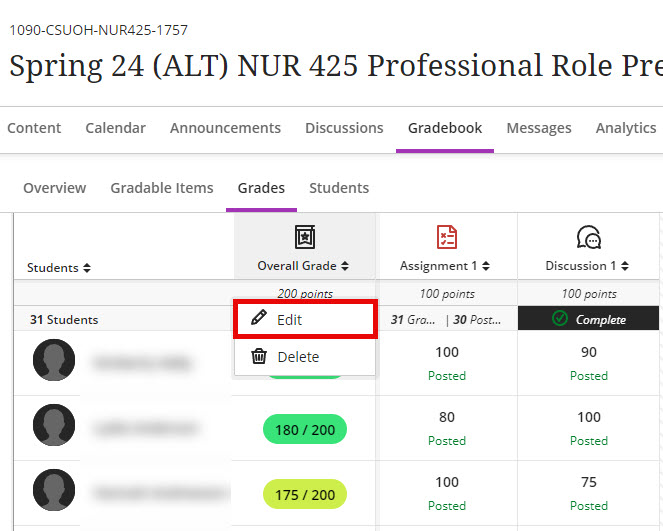 1090-CSUOH-NUR425-1757
Spring 24 (ALT) NUR 425 Professional Role Pre
Content Calendar Announcements Discussions Gradebook Messages Analytics
Overview Gradable Items Grades Students
Students Overall Grade Assignment 1 Discussion 1
200 points 100 points 100 points
31 Students 31 Gra... | 30 Post... Complete
Edit
Delete
100 90
Posted Posted
180 / 200 80 100
Posted Posted
175 / 200 100 75
Posted Posted